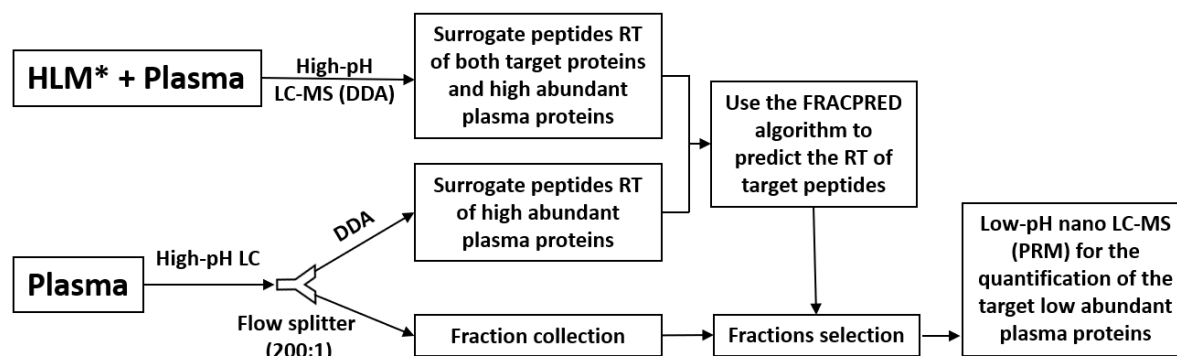 HLM* + Plasma
High-pH
LC-MS (DDA)
Surrogate peptides RT
of both target proteins
and high abundant
plasma proteins
Use the FRACPRED
algorithm to
predict the RT of
target peptides
Surrogate peptides RT
of high abundant
plasma proteins
DDA
Plasma
High-pH LC
Flow splitter
(200:1)
Fraction collection
Fractions selection
Low-pH nano LC-MS
(PRM) for the
quantification of the
target low abundant
plasma proteins